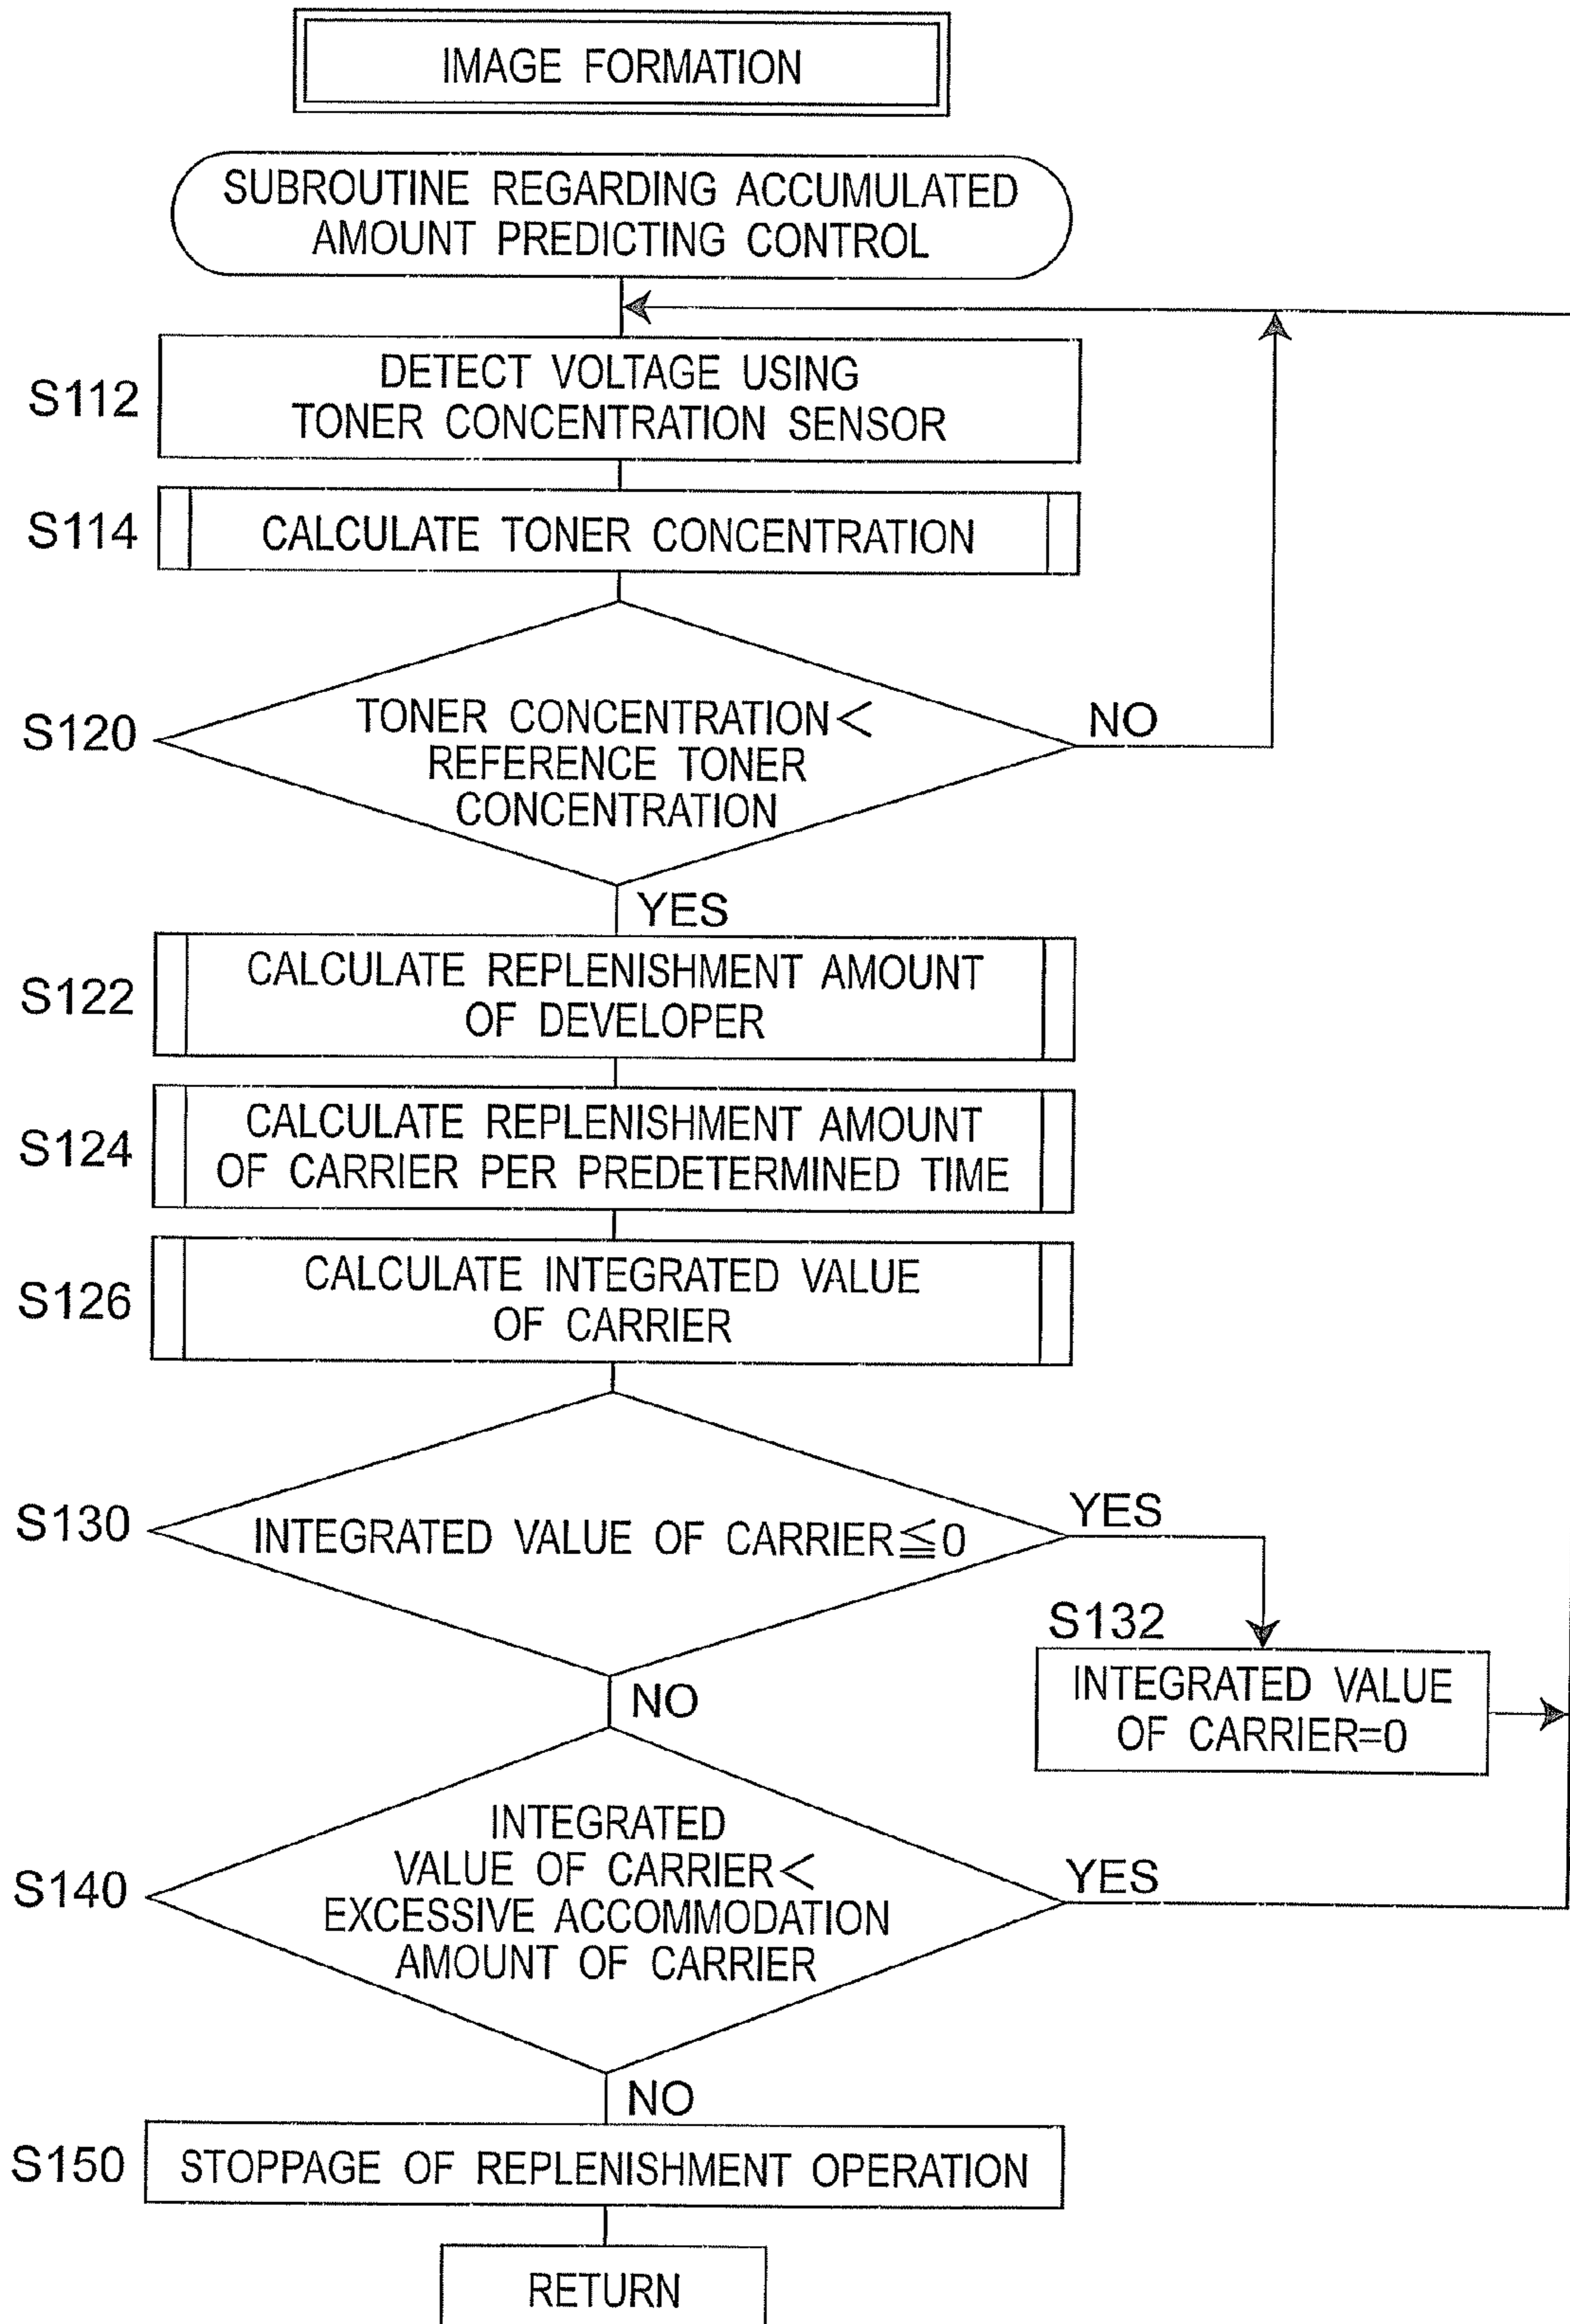 IMAGE FORMATION
SUBROUTINE REGARDING ACCUMULATED
AMOUNT PREDICTING CONTROL
S112
DETECT VOLTAGE USING
TONER CONCENTRATION SENSOR
S114
CALCULATE TONER CONCENTRATION
S120
TONER CONCENTRATION<
REFERENCE TONER
CONCENTRATION
NO
YES
S122
CALCULATE REPLENISHMENT AMOUNT
OF DEVELOPER
S124
CALCULATE REPLENISHMENT AMOUNT
OF CARRIER PER PREDETERMINED TIME
S126
CALCULATE INTEGRATED VALUE
OF CARRIER
S130
INTEGRATED VALUE OF CARRIER≦0
YES
S132
INTEGRATED VALUE
OF CARRIER=0
NO
S140
INTEGRATED
VALUE OF CARRIER<
EXCESSIVE ACCOMMODATION
AMOUNT OF CARRIER
YES
NO
S150
STOPPAGE OF REPLENISHMENT OPERATION
RETURN